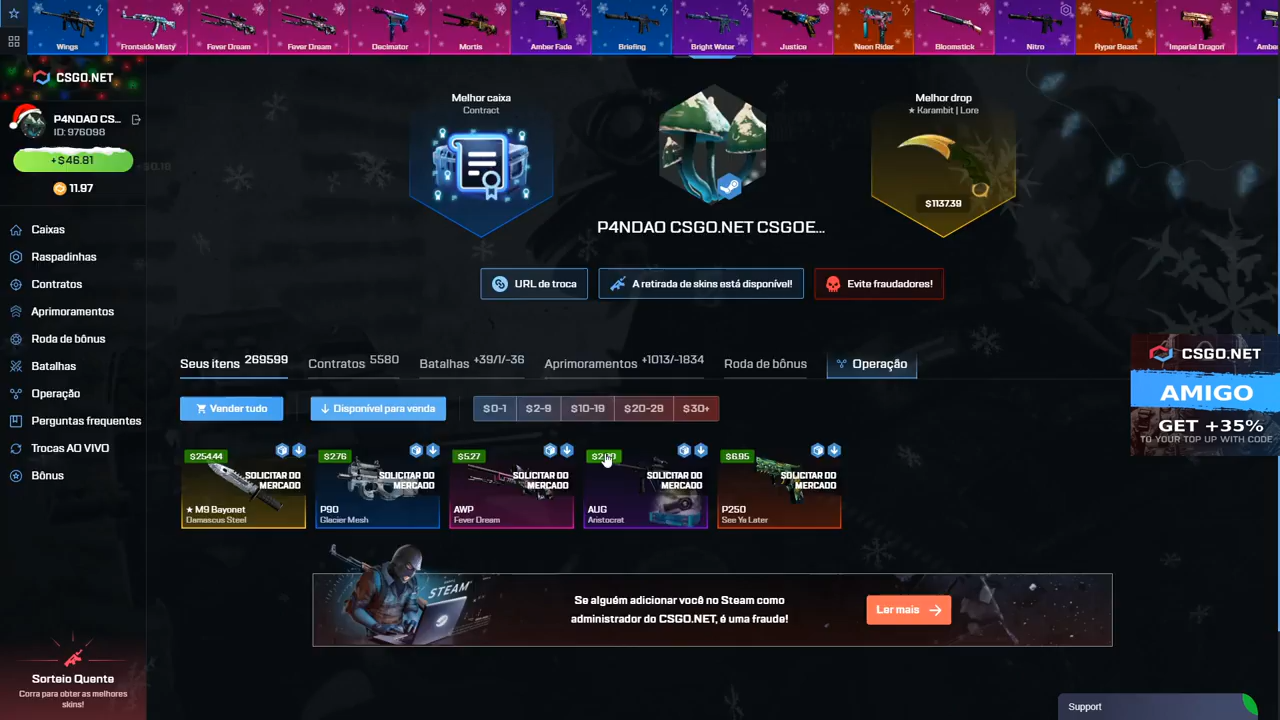 Wings
Frontside Misty
Fever Dream
Fever Dream
Decimator
Mortis
Amber Fade
Briefing
Bright Water
Justice
Neon Rider
Bloomstick
Nitro
Hyper Beast
Imperial Dragon
CSGO.NET
P4NDAO CS...
ID: 976098
+$46.81
11.97
Caixas
Raspadinhas
Contratos
Aprimoramentos
Roda de bônus
Batalhas
Operação
Perguntas frequentes
Trocas AO VIVO
Bônus
Sorteio Quente
Corra para obter as melhores
skins!
Melhor caixa
Contract
Melhor drop
★ Karambit | Lore
$1137.39
P4NDAO CSGO.NET CSGOE...
URL de troca
A retirada de skins está disponível!
Evite fraudadores!
Seus itens 269599
Contratos 5580
Batalhas +39/1/-36
Aprimoramentos +1013/-1834
Roda de bônus
Operação
Vender tudo
Disponível para venda
$0-1
$2-9
$10-19
$20-29
$30+
$254.44
SOLICITAR DO
MERCADO
★ M9 Bayonet
Damascus Steel
$2.76
SOLICITAR DO
MERCADO
P90
Glacier Mesh
$5.27
SOLICITAR DO
MERCADO
AWP
Fever Dream
SOLICITAR DO
MERCADO
AUG
Aristocrat
$6.95
SOLICITAR DO
MERCADO
P250
See Ya Later
STEAM
Se alguém adicionar você no Steam como
administrador do CSGO.NET, é uma fraude!
Ler mais
CSGO.NET
AMIGO
GET +35%
TO YOUR TOP UP WITH CODE
Support